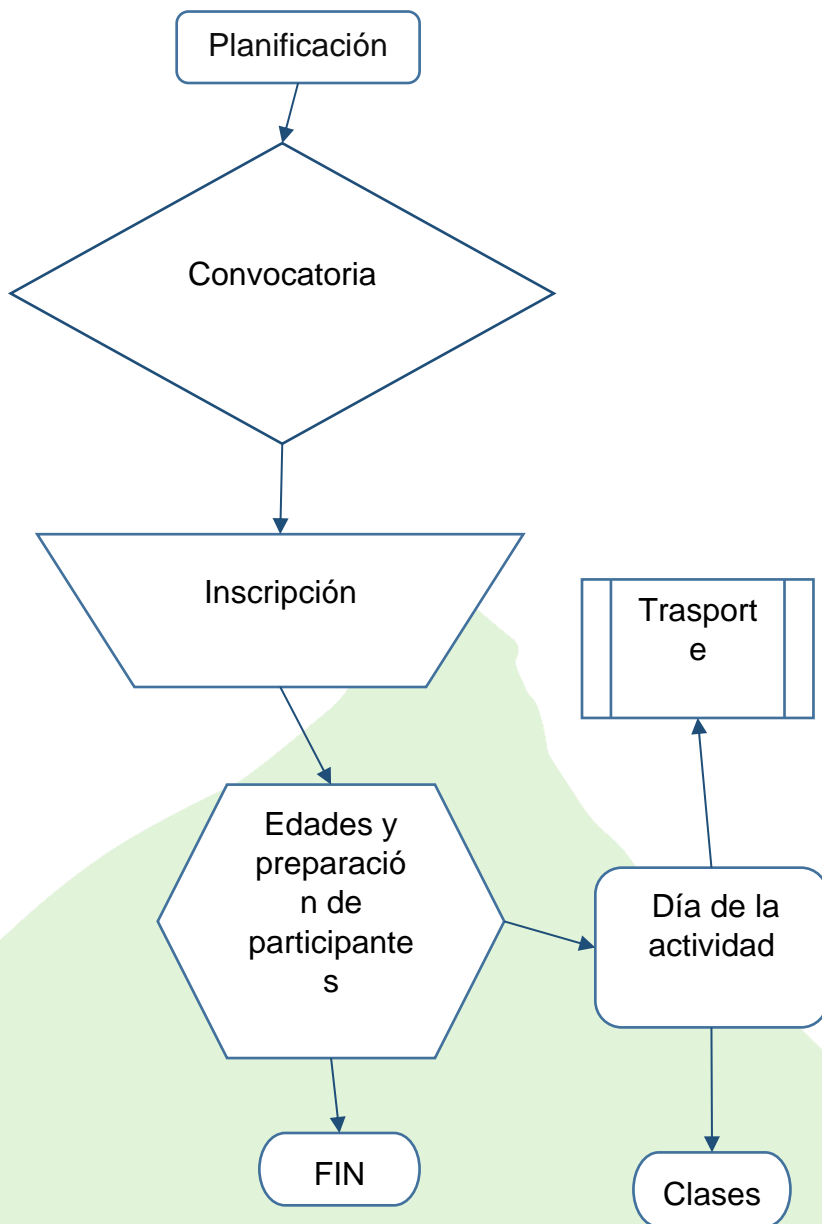 Planificación
Convocatoria
Inscripción
Trasport
e
Edades y
preparació
n de
participante
s
Día de la
actividad
FIN
Clases